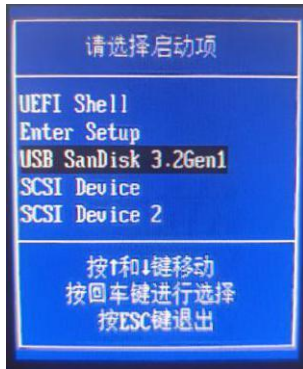 请选择启动项
UEFI Shell
Enter Setup
USB SanDisk 3.2Gen1
SCSI Device
SCSI Device 2
按↑和↓键移动
按回车键进行选择
按ESC键退出